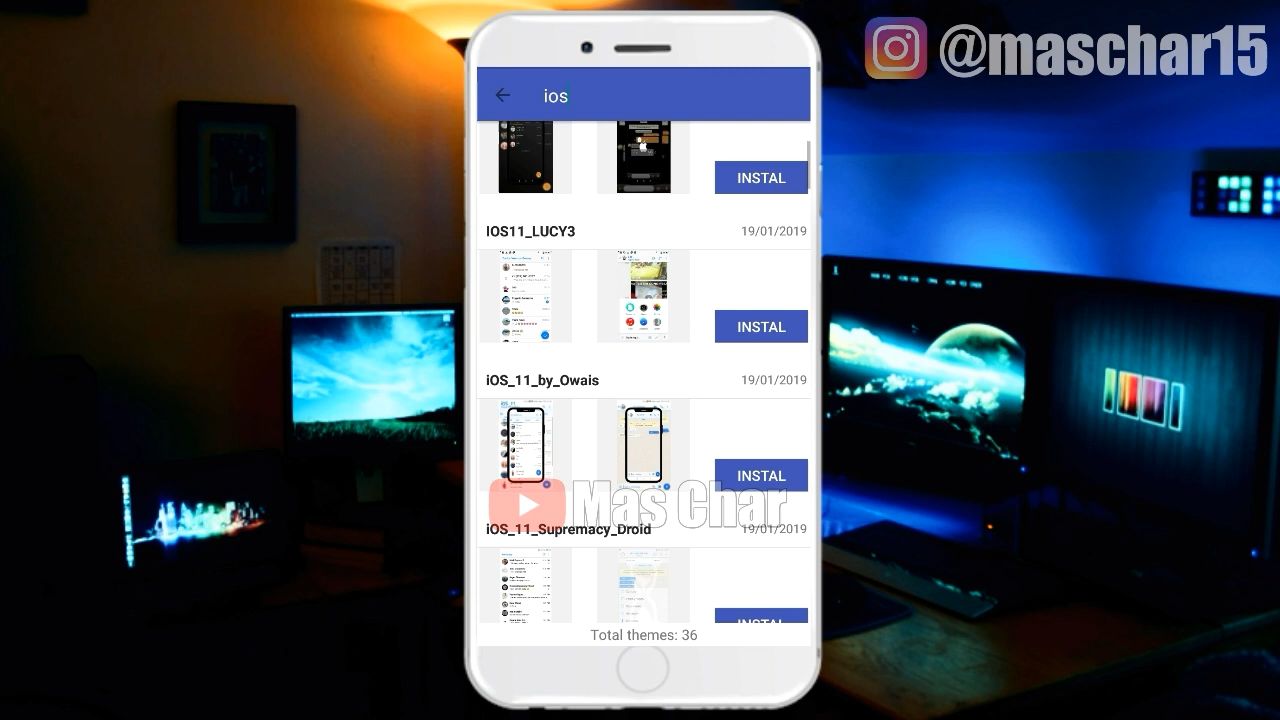 @maschar15
ios
INSTAL
IOS11_LUCY3
19/01/2019
INSTAL
iOS_11_by_Owais
19/01/2019
INSTAL
Mas Char
iOS_11_Supremacy_Droid
19/01/2019
INSTAL
Total themes: 36